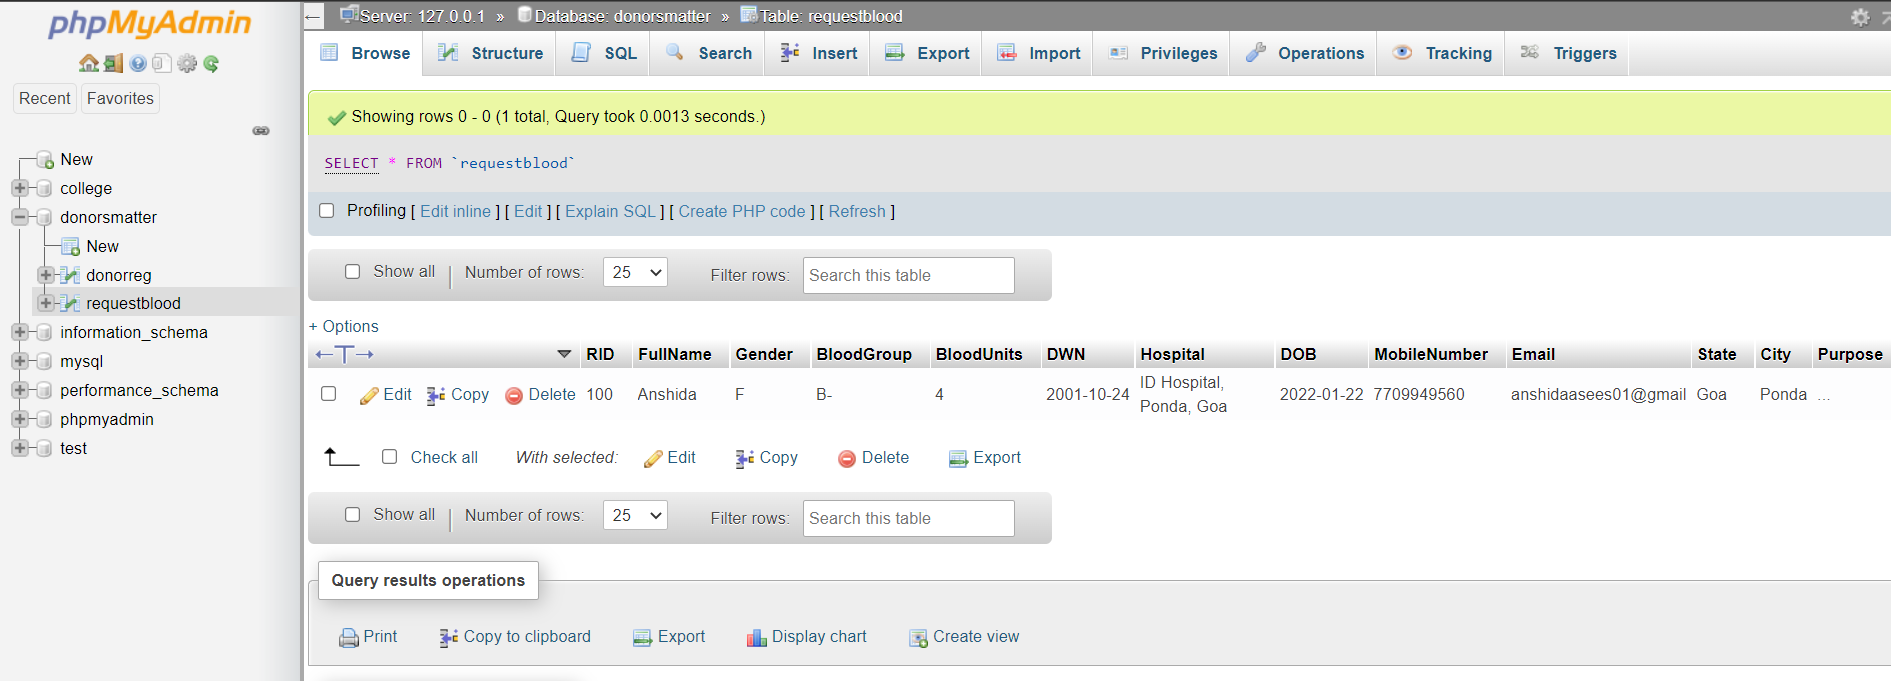 phpMyAdmin
Recent Favorites
New
college
donorsmatter
New
donorreg
requestblood
information_schema
mysql
performance_schema
phpmyadmin
test
Server: 127.0.0.1 » Database: donorsmatter » Table: requestblood
Browse Structure SQL Search Insert Export Import Privileges Operations Tracking Triggers
Showing rows 0 - 0 (1 total, Query took 0.0013 seconds.)
SELECT * FROM `requestblood`
Profiling [ Edit inline ] [ Edit ] [ Explain SQL ] [ Create PHP code ] [ Refresh ]
Show all | Number of rows: 25 Filter rows: Search this table
+ Options
←T→ RID FullName Gender BloodGroup BloodUnits DWN Hospital DOB MobileNumber Email State City Purpose
Edit Copy Delete 100 Anshida F B- 4 2001-10-24 ID Hospital, Ponda, Goa 2022-01-22 7709949560 anshidaasees01@gmail Goa Ponda ...
Check all With selected: Edit Copy Delete Export
Show all | Number of rows: 25 Filter rows: Search this table
Query results operations
Print Copy to clipboard Export Display chart Create view